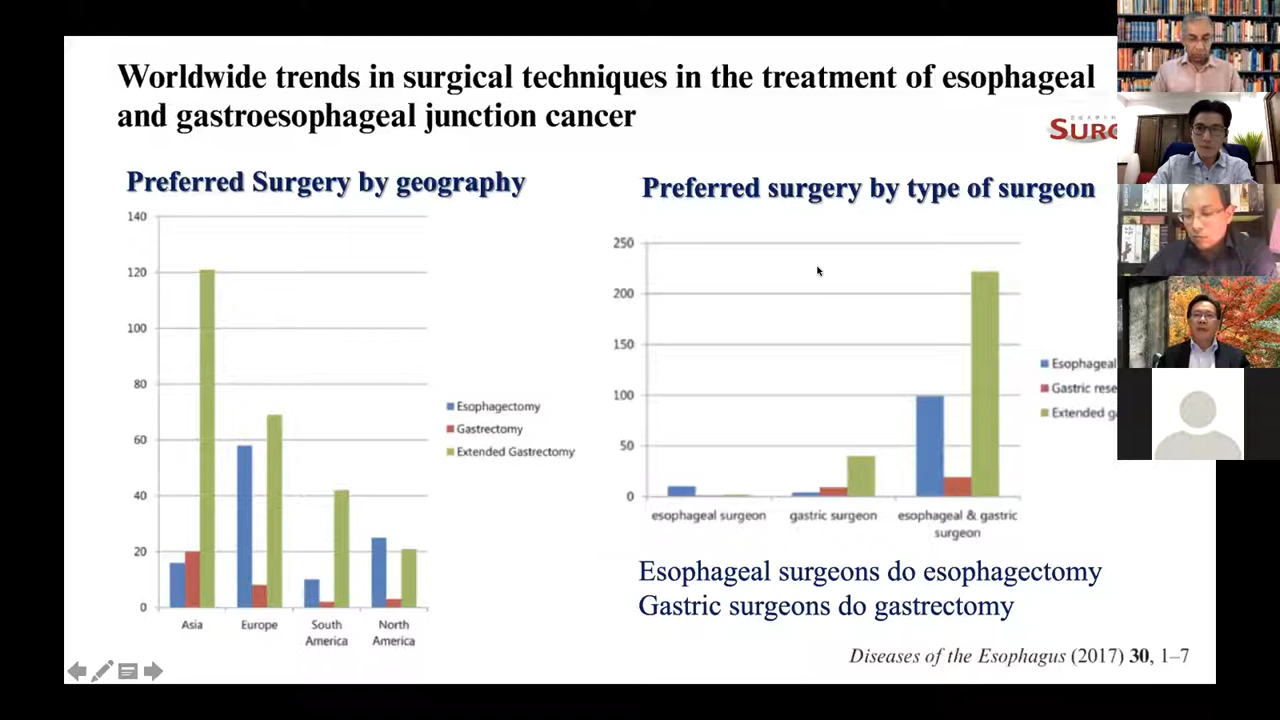 Worldwide trends in surgical techniques in the treatment of esophageal
and gastroesophageal junction cancer
SURG
Preferred Surgery by geography
140
120
100
80
60
40
20
0
Asia
Europe
South
America
North
America
Esophagectomy
Gastrectomy
Extended Gastrectomy
Preferred surgery by type of surgeon
250
200
150
100
50
0
esophageal surgeon
gastric surgeon
esophageal & gastric
surgeon
Esophageal
Gastric rese
Extended ga
Esophageal surgeons do esophagectomy
Gastric surgeons do gastrectomy
Diseases of the Esophagus (2017) 30, 1–7